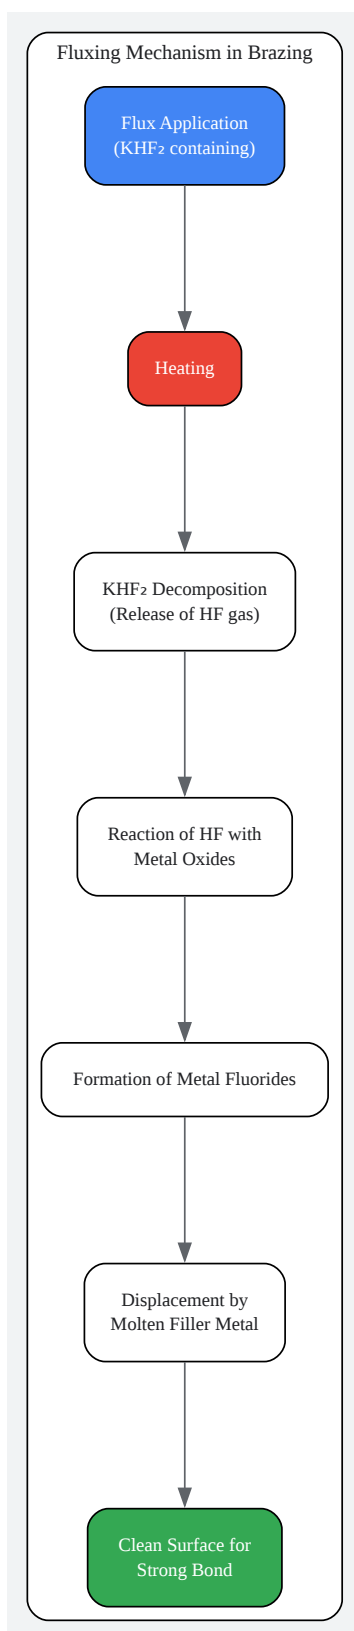 Fluxing Mechanism in Brazing
Flux Application
(KHF₂ containing)
Heating
KHF₂ Decomposition
(Release of HF gas)
Reaction of HF with
Metal Oxides
Formation of Metal Fluorides
Displacement by
Molten Filler Metal
Clean Surface for
Strong Bond